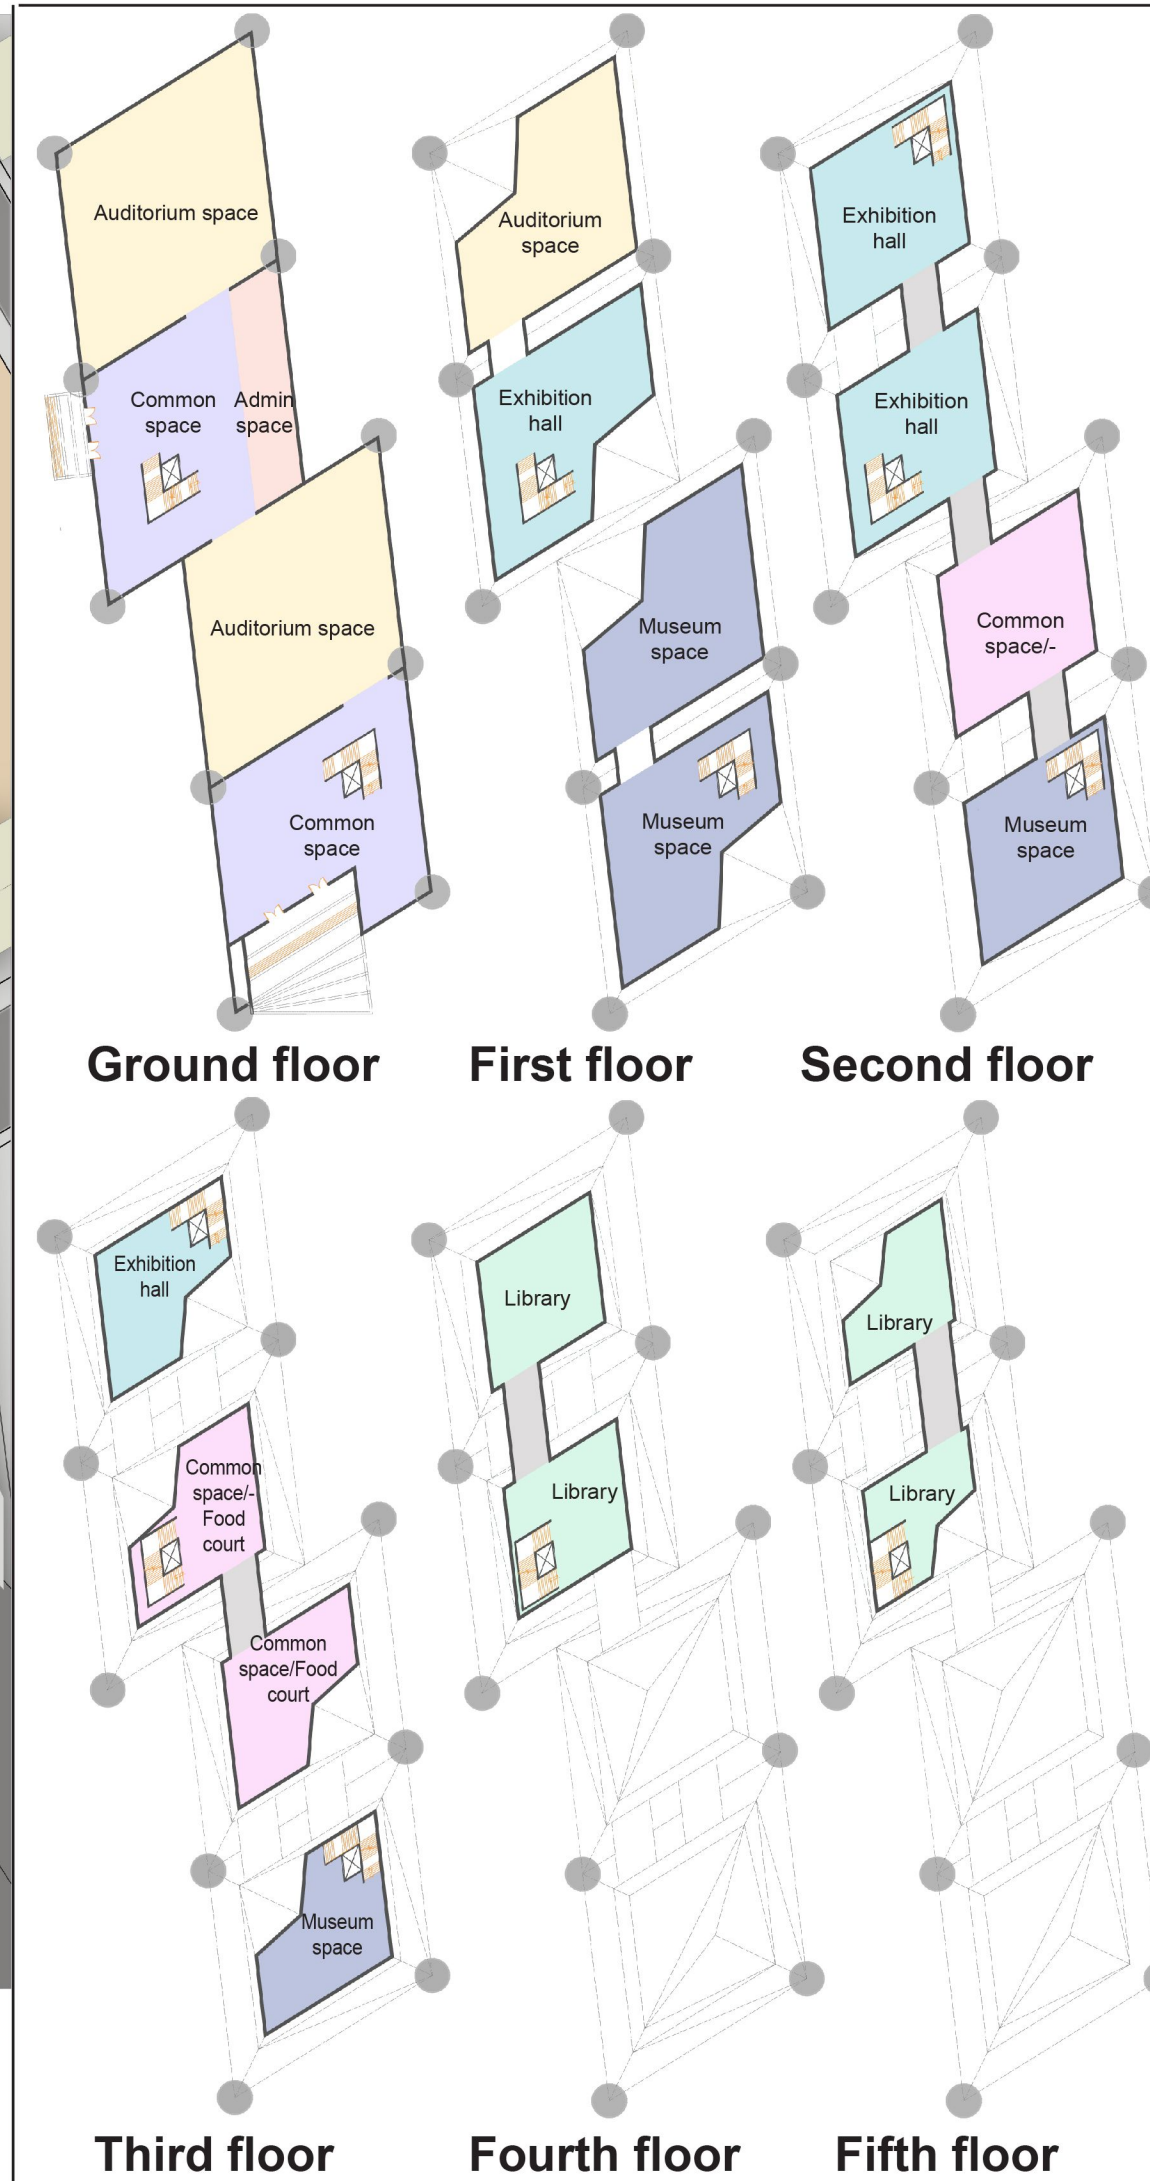 Auditorium space
Common
space
Admin
space
Auditorium space
Common
space
Ground floor
Auditorium
space
Exhibition
hall
Museum
space
Museum
space
First floor
Exhibition
hall
Exhibition
hall
Common
space/-
Museum
space
Second floor
Exhibition
hall
Common
space/-
Food
court
Common
space/Food
court
Museum
space
Third floor
Library
Library
Fourth floor
Library
Library
Fifth floor